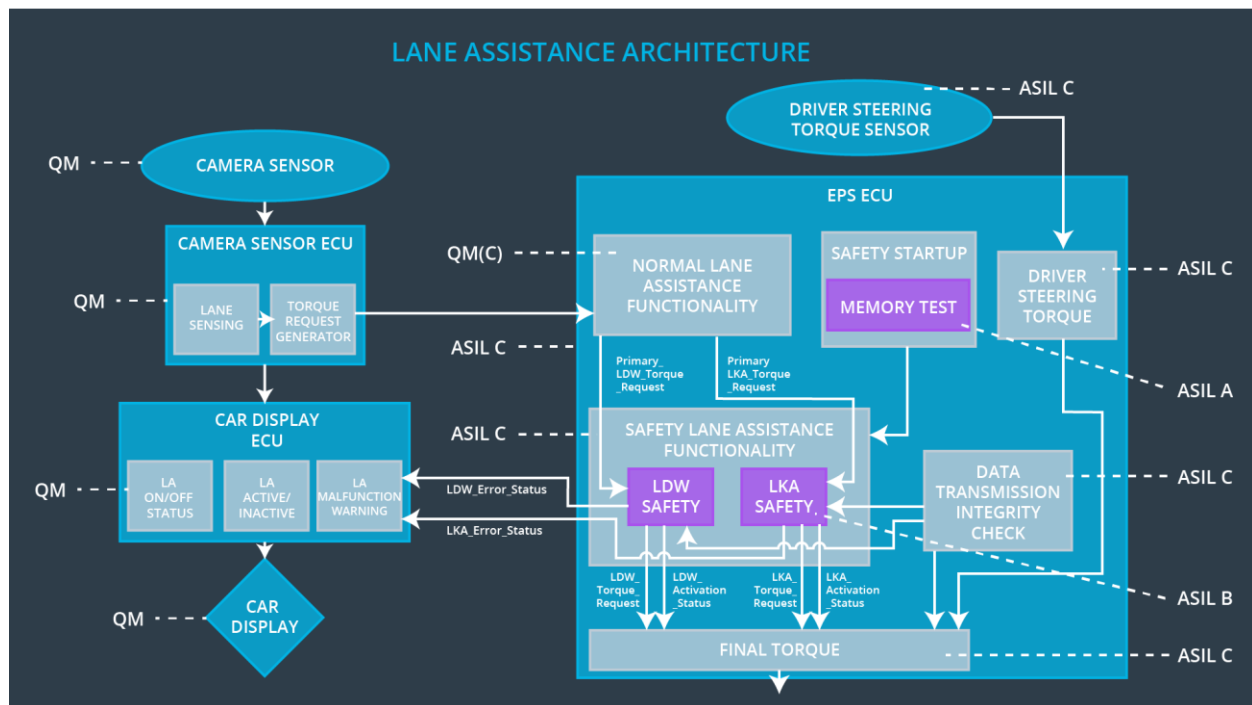 LANE ASSISTANCE ARCHITECTURE
ASIL C
DRIVER STEERING
TORQUE SENSOR
QM
CAMERA SENSOR
EPS ECU
CAMERA SENSOR ECU
QM(C)
NORMAL LANE
ASSISTANCE
FUNCTIONALITY
SAFETY STARTUP
MEMORY TEST
DRIVER
STEERING
TORQUE
ASIL C
QM
LANE
SENSING
TORQUE
REQUEST
GENERATOR
ASIL C
Primary_
LDW_Torque
_Request
Primary
LKA_Torque
_Request
ASIL A
CAR DISPLAY
ECU
ASIL C
SAFETY LANE ASSISTANCE
FUNCTIONALITY
QM
LA
ON/OFF
STATUS
LA
ACTIVE/
INACTIVE
LA
MALFUNCTION
WARNING
LDW_Error_Status
LKA_Error_Status
LDW
SAFETY
LKA
SAFETY
DATA
TRANSMISSION
INTEGRITY
CHECK
ASIL C
LDW_
Torque_
Request
LDW_
Activation
_Status
LKA_
Torque_
Request
LKA_
Activation
_Status
ASIL B
QM
CAR
DISPLAY
FINAL TORQUE
ASIL C